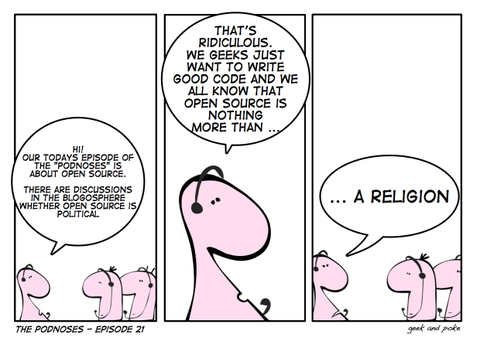 HI!
OUR TODAYS EPISODE OF
THE "PODNOSES" IS
ABOUT OPEN SOURCE.
THERE ARE DISCUSSIONS
IN THE BLOGOSPHERE
WHETHER OPEN SOURCE IS
POLITICAL.
THAT'S
RIDICULOUS.
WE GEEKS JUST
WANT TO WRITE
GOOD CODE AND WE
ALL KNOW THAT
OPEN SOURCE IS
NOTHING
MORE THAN ...
... A RELIGION
THE PODNOSES - EPISODE 21
geek and poke